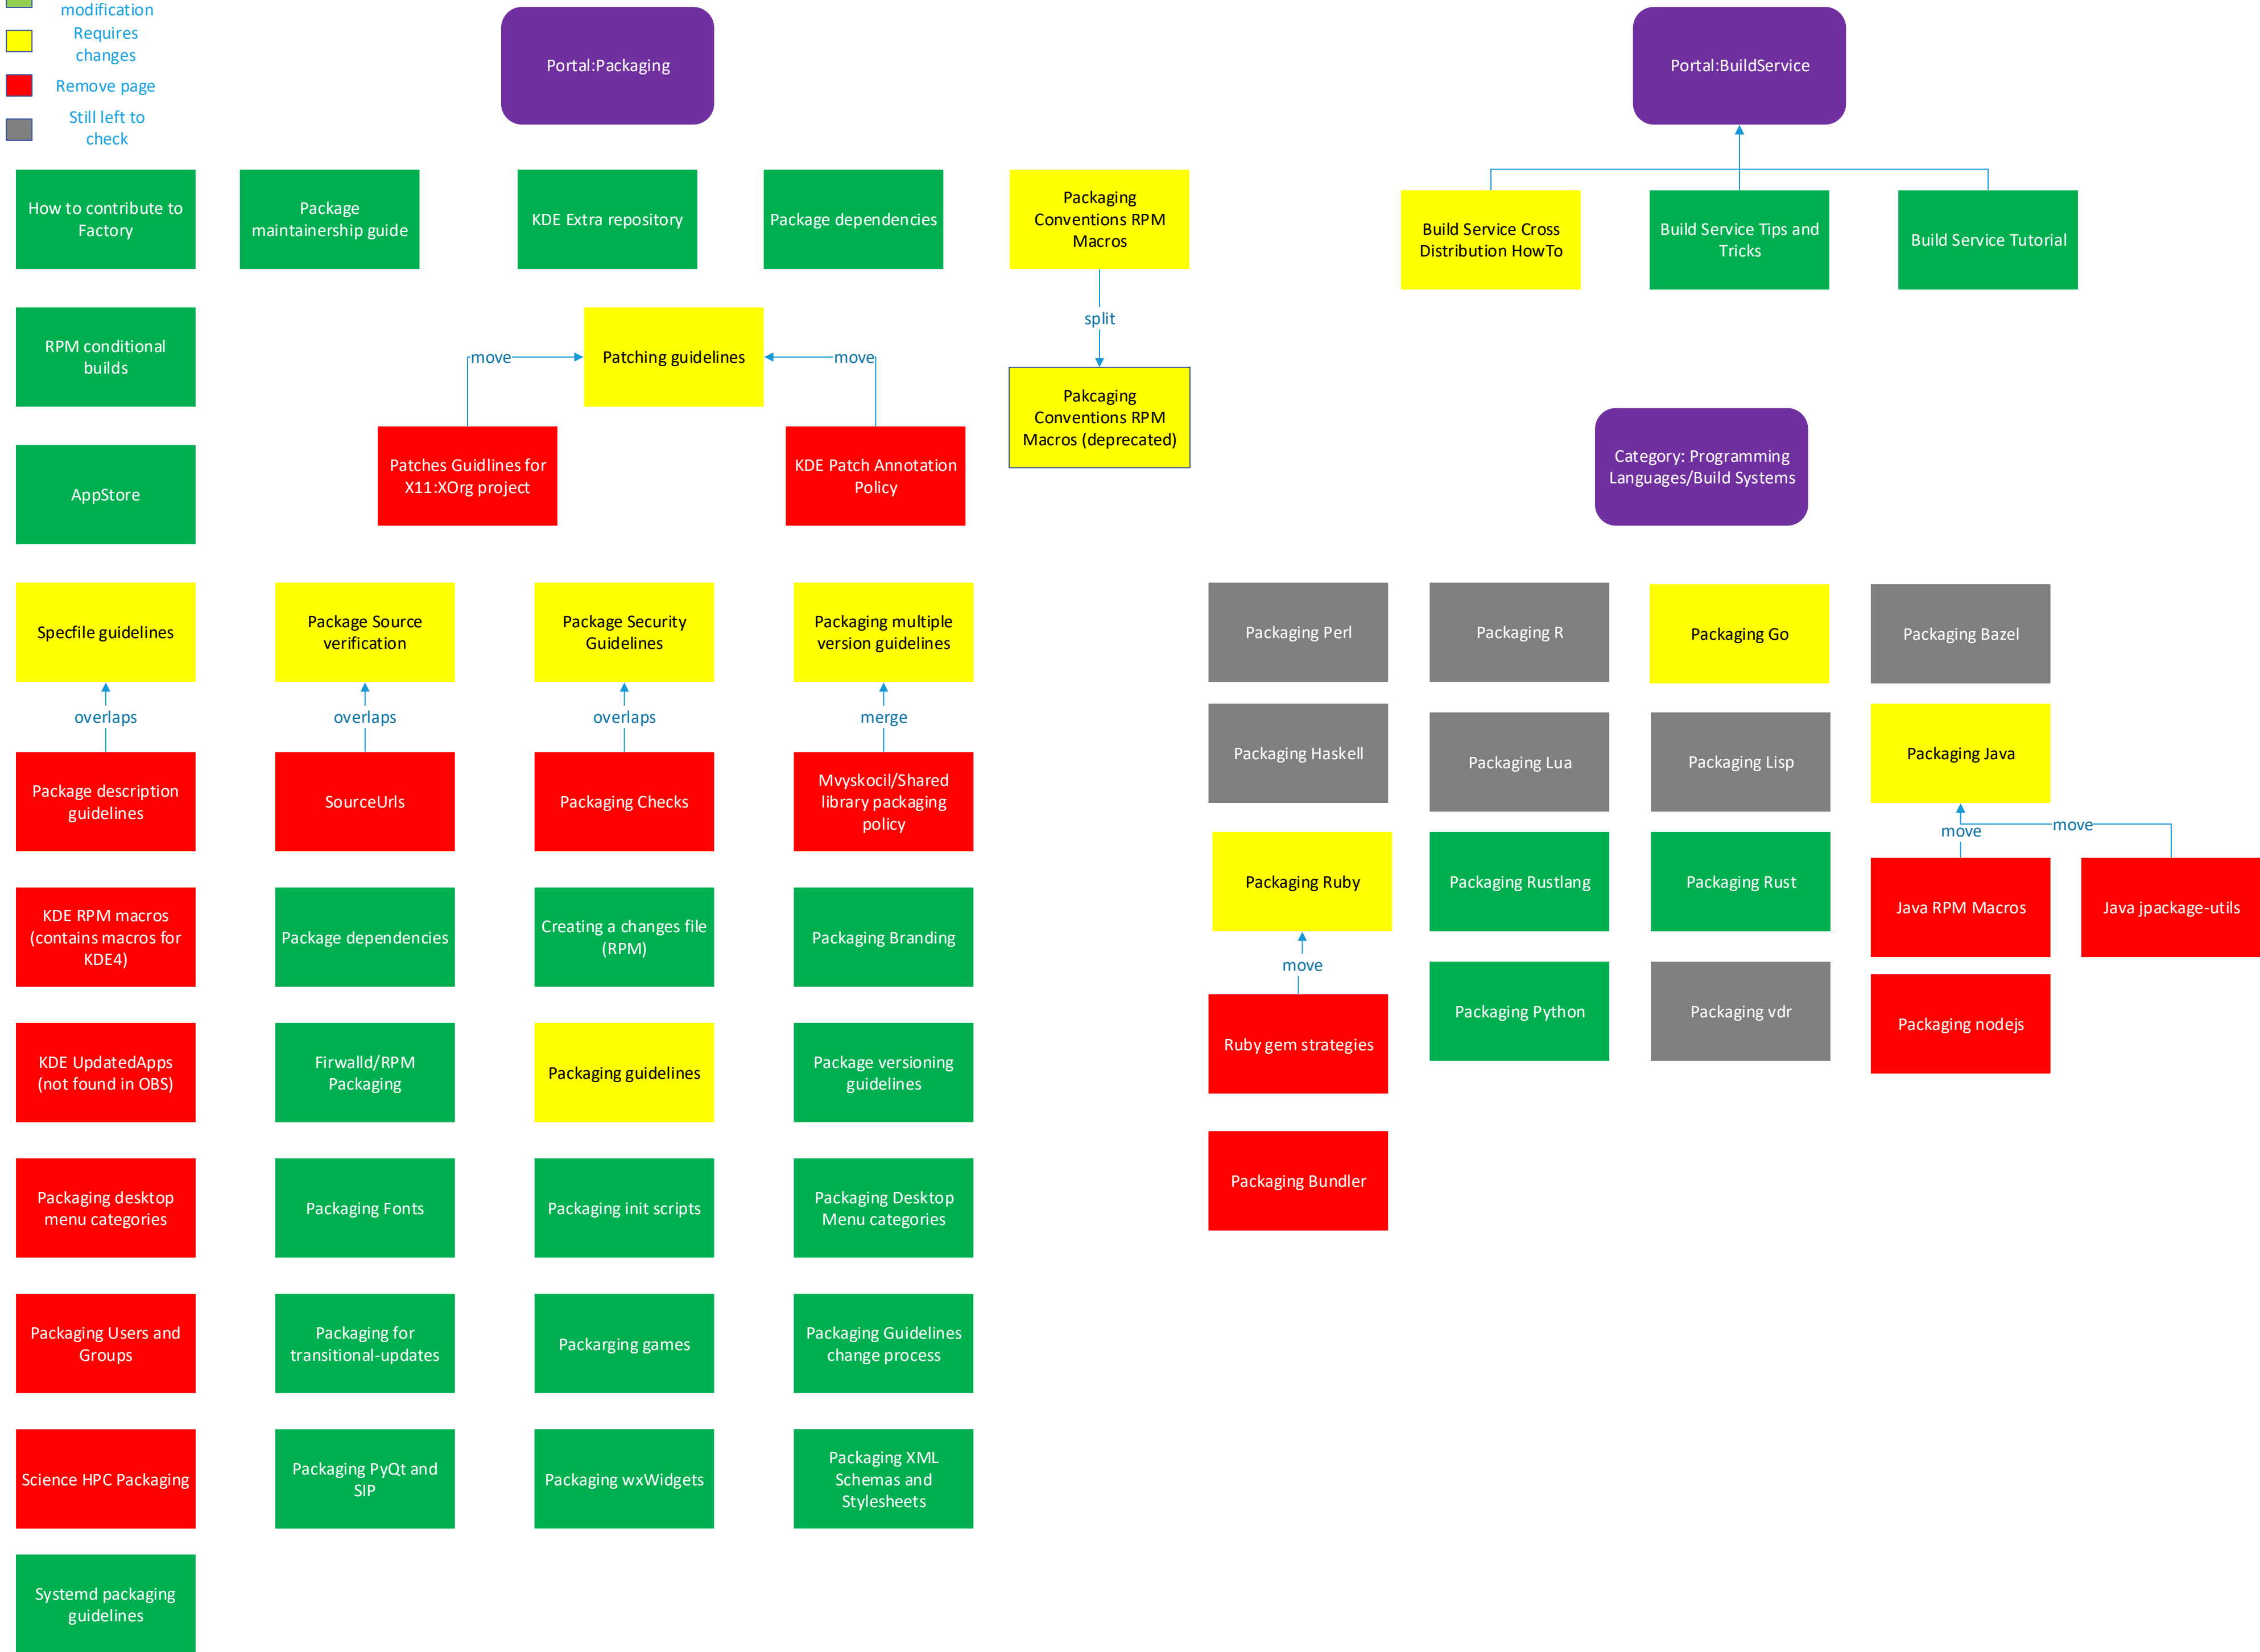 modification
Requires
changes
Remove page
Still left to
check
Portal:Packaging
Portal:BuildService
How to contribute to
Factory
Package
maintainership guide
KDE Extra repository
Package dependencies
Packaging
Conventions RPM
Macros
Build Service Cross
Distribution HowTo
Build Service Tips and
Tricks
Build Service Tutorial
RPM conditional
builds
move
Patching guidelines
move
split
Patches Guidlines for
X11:XOrg project
KDE Patch Annotation
Policy
Pakcaging
Conventions RPM
Macros (deprecated)
AppStore
Category: Programming
Languages/Build Systems
Specfile guidelines
Package Source
verification
Package Security
Guidelines
Packaging multiple
version guidelines
overlaps
overlaps
overlaps
merge
Package description
guidelines
SourceUrls
Packaging Checks
Mvyskocil/Shared
library packaging
policy
KDE RPM macros
(contains macros for
KDE4)
Package dependencies
Creating a changes file
(RPM)
Packaging Branding
KDE UpdatedApps
(not found in OBS)
Firwalld/RPM
Packaging
Packaging guidelines
Package versioning
guidelines
Packaging desktop
menu categories
Packaging Fonts
Packaging init scripts
Packaging Desktop
Menu categories
Packaging Users and
Groups
Packaging for
transitional-updates
Packarging games
Packaging Guidelines
change process
Science HPC Packaging
Packaging PyQt and
SIP
Packaging wxWidgets
Packaging XML
Schemas and
Stylesheets
Systemd packaging
guidelines
Packaging Perl
Packaging R
Packaging Go
Packaging Bazel
Packaging Haskell
Packaging Lua
Packaging Lisp
Packaging Java
move
move
Packaging Ruby
Packaging Rustlang
Packaging Rust
Java RPM Macros
Java jpackage-utils
move
Ruby gem strategies
Packaging Python
Packaging vdr
Packaging nodejs
Packaging Bundler